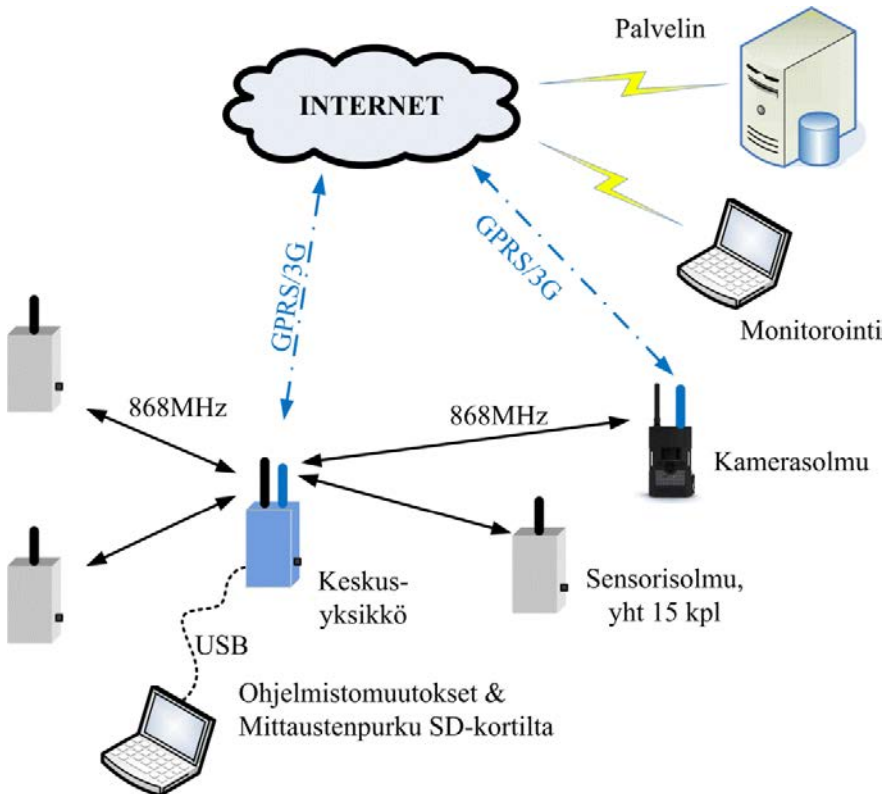 Palvelin
INTERNET
GPRS/3G
GPRS/3G
Monitorointi
868MHz
868MHz
Kamerasolmu
Keskus-
yksikkö
Sensorisolmu,
yht 15 kpl
USB
Ohjelmistomuutokset &
Mittaustenpurku SD-kortilta